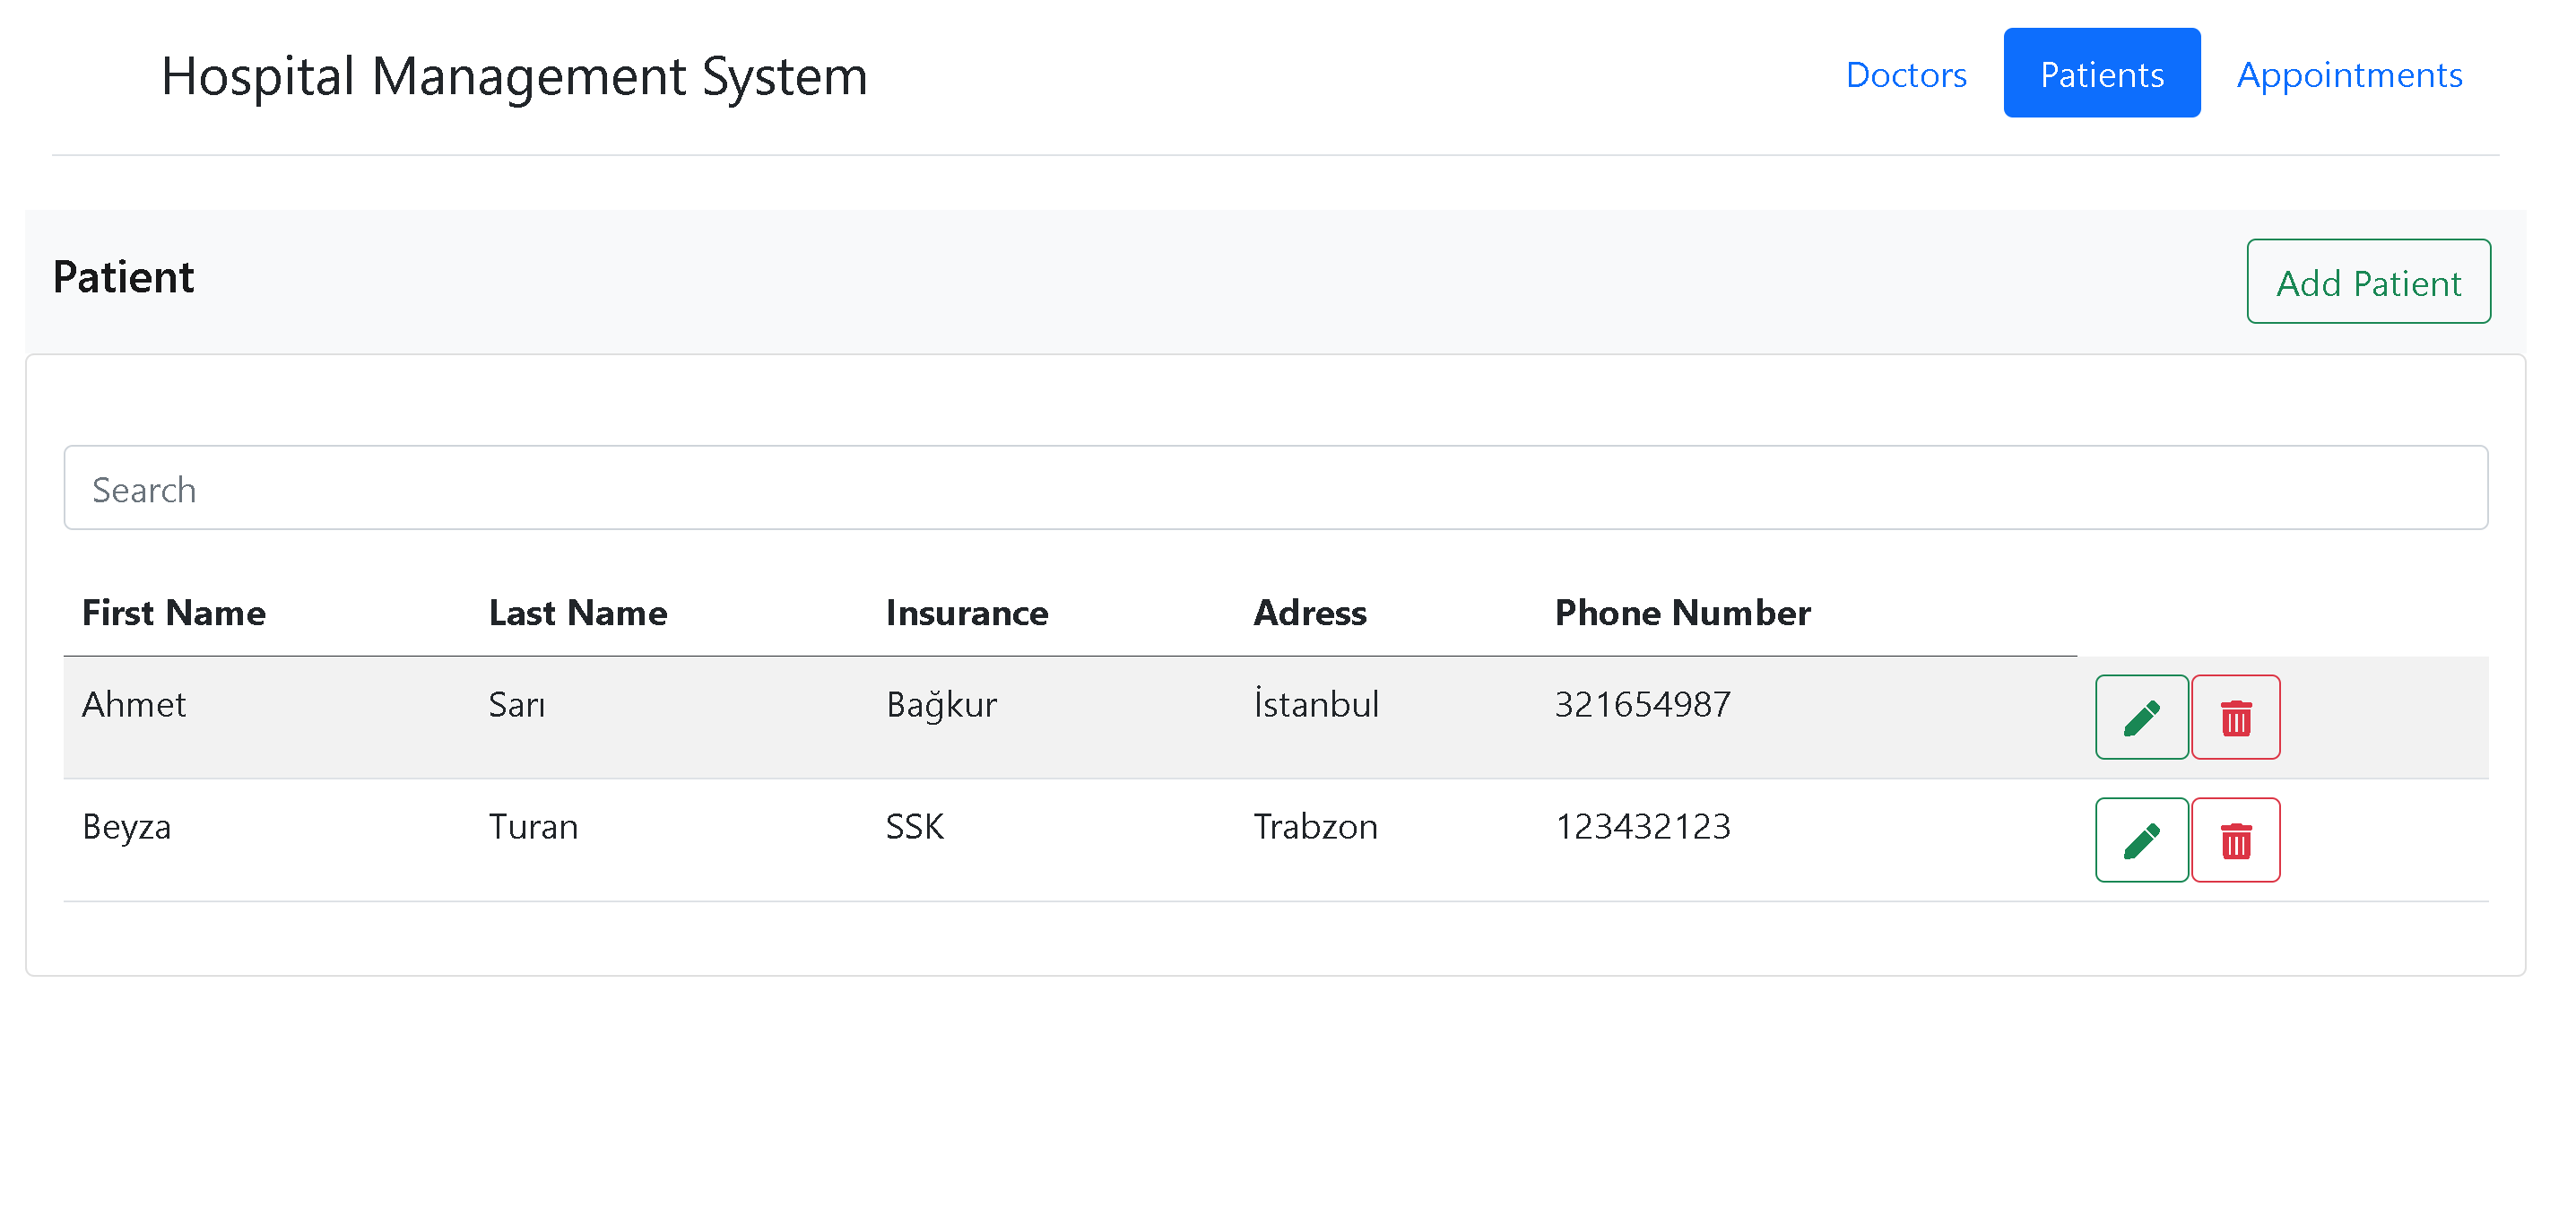 Hospital Management System
Doctors Patients Appointments
Patient
Add Patient
Search
First Name Last Name Insurance Adress Phone Number
Ahmet Sarı Bağkur İstanbul 321654987
Beyza Turan SSK Trabzon 123432123